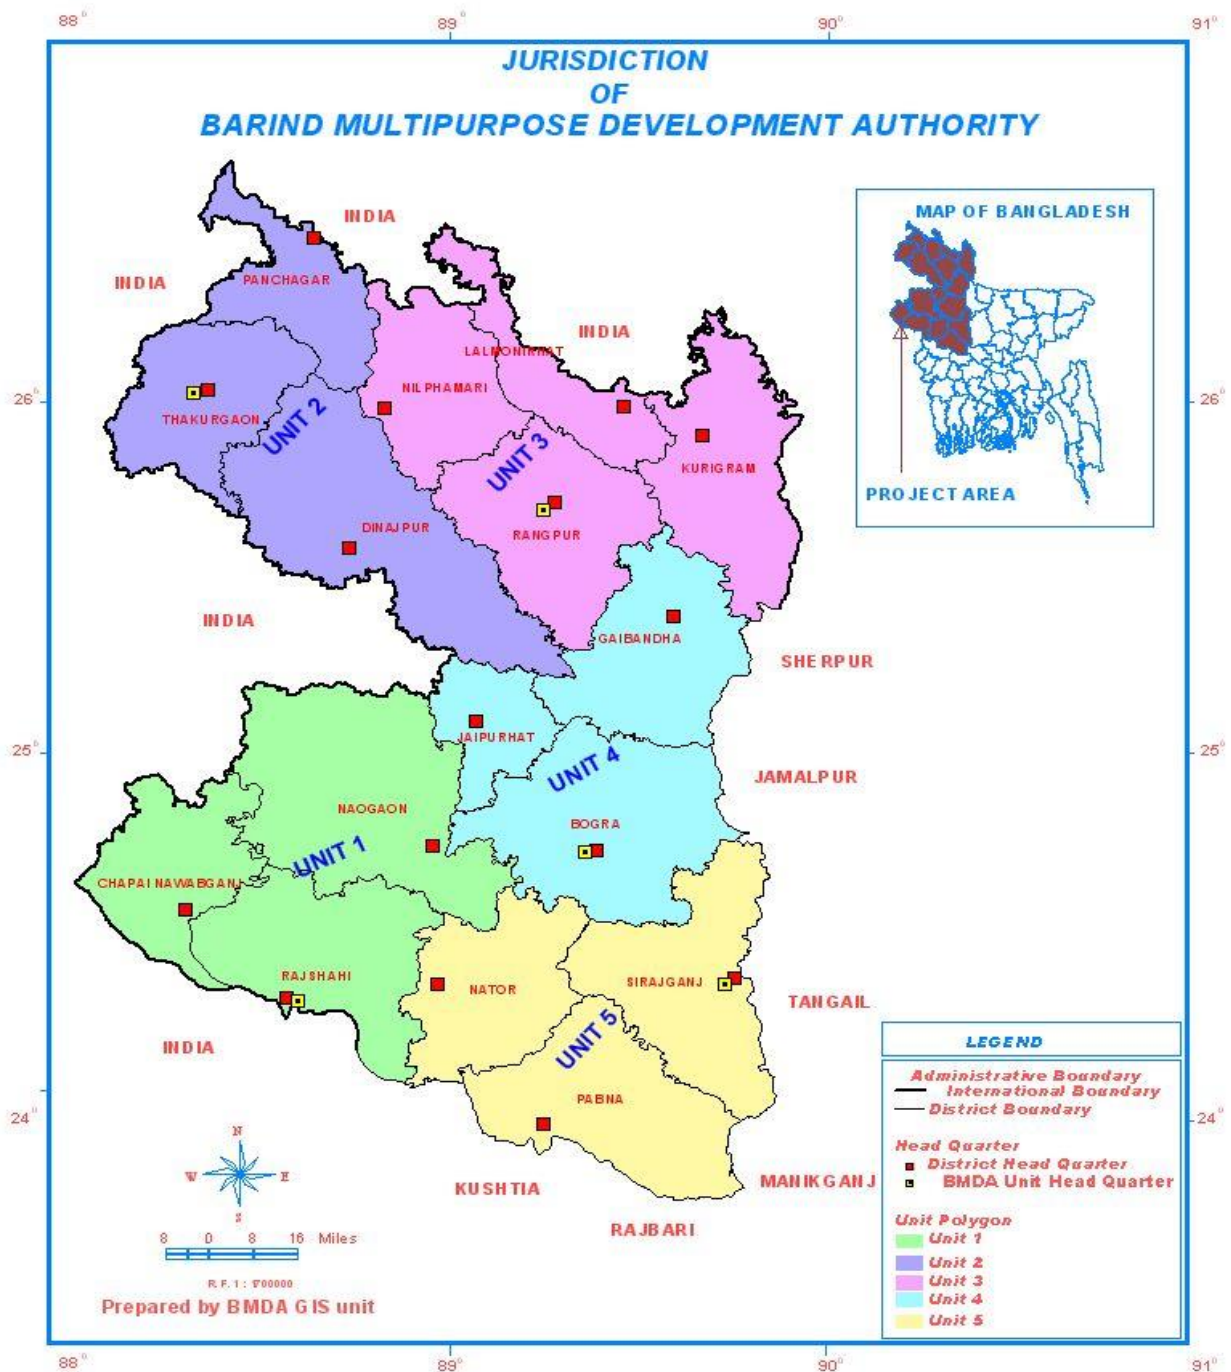 88°
89°
90°
91°
JURISDICTION
OF
BARIND MULTIPURPOSE DEVELOPMENT AUTHORITY
INDIA
MAP OF BANGLADESH
INDIA
PANCHAGAR
INDIA
LALMONIRHAT
NILPHAMARI
26°
26°
THAKURGAON
UNIT 2
UNIT 3
KURIGRAM
PROJECT AREA
DINAJPUR
RANGPUR
INDIA
GAIBANDHA
SHERPUR
JAIPURHAT
25°
25°
UNIT 4
JAMALPUR
NAOGAON
BOGRA
UNIT 1
CHAPAI NAWABGANJ
RAJSHAHI
NATOR
SIRAJGANJ
TANGAIL
INDIA
UNIT 5
PABNA
24°
24°
KUSHTIA
MANIKGANJ
RAJBARI
LEGEND
Administrative Boundary
International Boundary
District Boundary
Head Quarter
District Head Quarter
BMDA Unit Head Quarter
Unit Polygon
Unit 1
Unit 2
Unit 3
Unit 4
Unit 5
N
W E
S
8 0 8 16 Miles
R.F. 1 :
Prepared by BMDA GIS unit
88°
89°
90°
91°